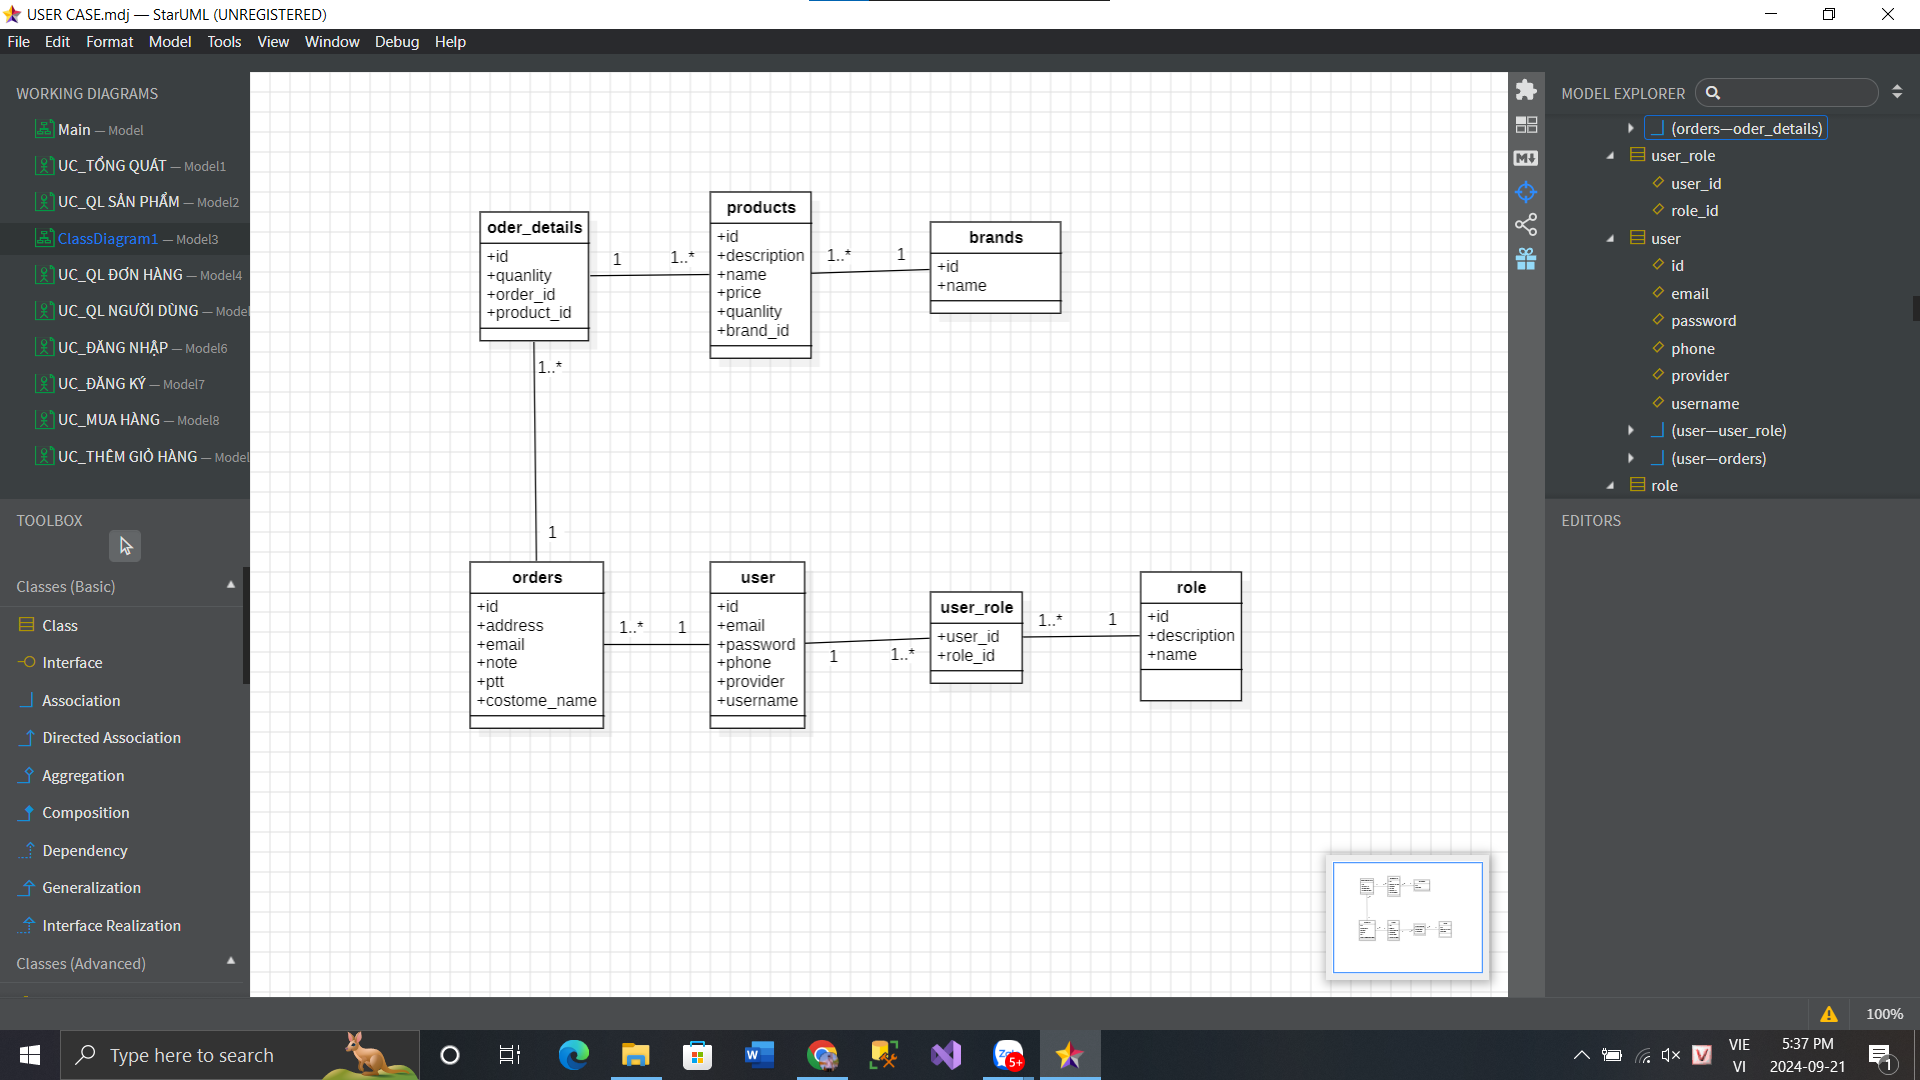 USER CASE.mdj — StarUML (UNREGISTERED)
File Edit Format Model Tools View Window Debug Help
WORKING DIAGRAMS
Main — Model
UC_TỔNG QUÁT — Model1
UC_QL SẢN PHẨM — Model2
ClassDiagram1 — Model3
UC_QL ĐƠN HÀNG — Model4
UC_QL NGƯỜI DÙNG — Model
UC_ĐĂNG NHẬP — Model6
UC_ĐĂNG KÝ — Model7
UC_MUA HÀNG — Model8
UC_THÊM GIỎ HÀNG — Model
TOOLBOX
Classes (Basic)
Class
Interface
Association
Directed Association
Aggregation
Composition
Dependency
Generalization
Interface Realization
Classes (Advanced)
oder_details
+id
+quanlity
+order_id
+product_id
1
1..*
products
+id
+description
+name
+price
+quanlity
+brand_id
1..*
1
brands
+id
+name
1..*
1
orders
+id
+address
+email
+note
+ptt
+costome_name
1..*
1
user
+id
+email
+password
+phone
+provider
+username
1
1..*
user_role
+user_id
+role_id
1..*
1
role
+id
+description
+name
MODEL EXPLORER
(orders—oder_details)
user_role
user_id
role_id
user
id
email
password
phone
provider
username
(user—user_role)
(user—orders)
role
EDITORS
100%
Type here to search
5+
VIE
VI
5:37 PM
2024-09-21
1